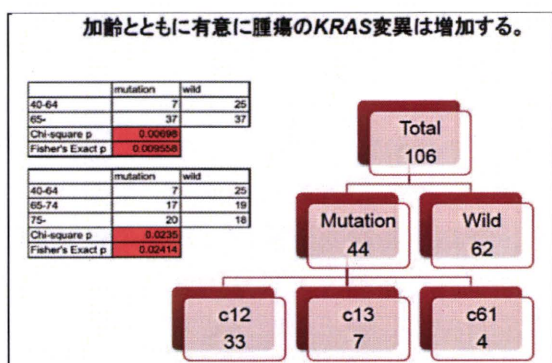 加齢とともに有意に腫瘍のKRAS変異は増加する。
mutation wild
40-64 7 25
65- 37 37
Chi-square p 0.00698
Fisher's Exact p 0.009558
mutation wild
40-64 7 25
65-74 17 19
75- 20 18
Chi-square p 0.0235
Fisher's Exact p 0.02414
Total
106
Mutation
44
Wild
62
c12
33
c13
7
c61
4